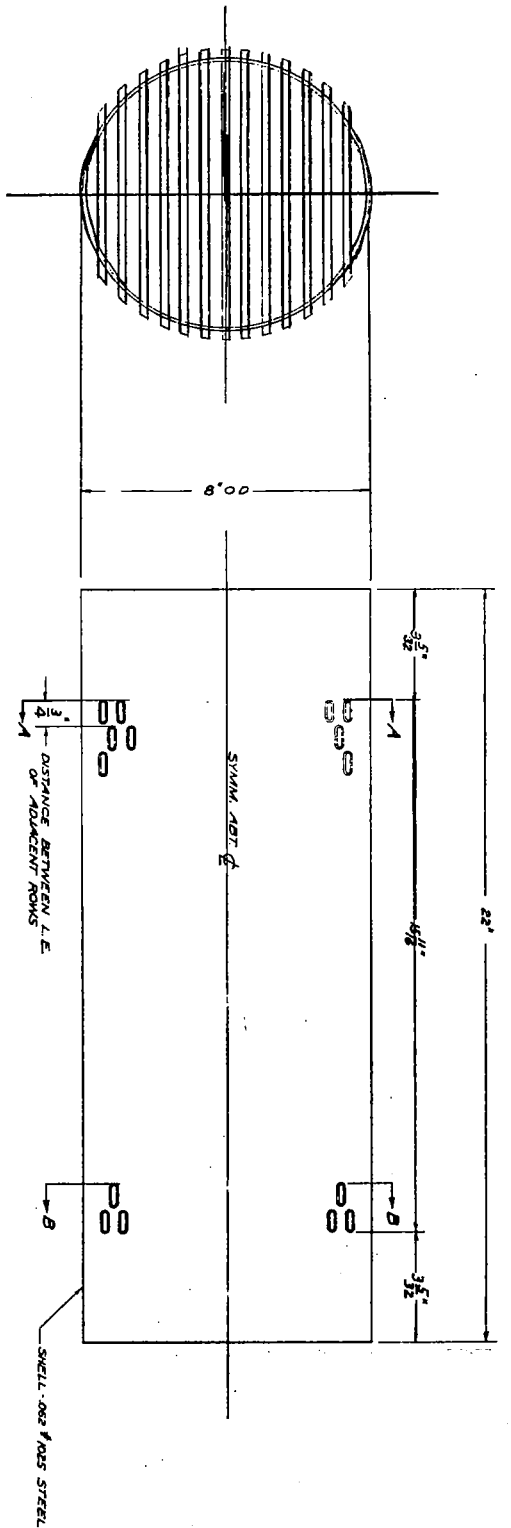 8".00
3 5/32"
A
A
3/4"
DISTANCE BETWEEN L.E.
OF ADJACENT ROWS
SYMM. ABT ℄
15 11/16"
22"
B
B
3 5/32"
SHELL-.062 #1025 STEEL